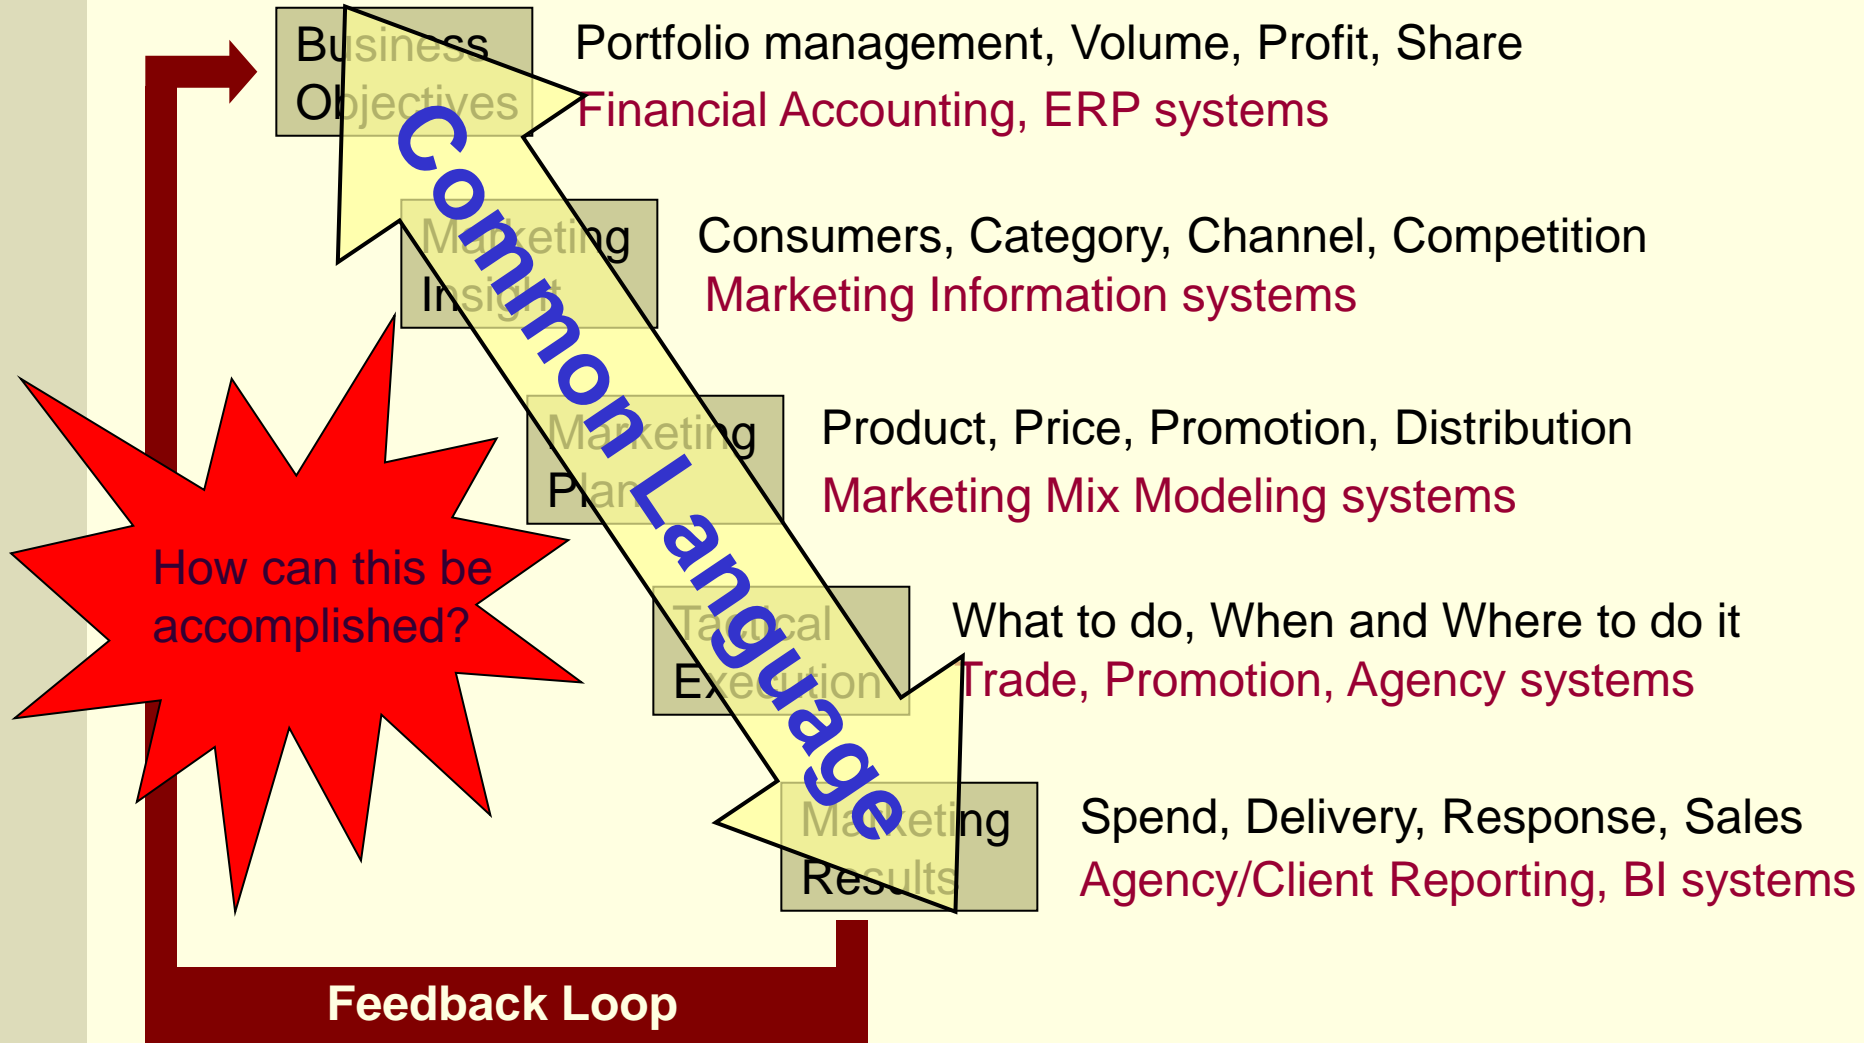 Business
Objectives
Portfolio management, Volume, Profit, Share
Financial Accounting, ERP systems
Common Language
Marketing
Insight
Consumers, Category, Channel, Competition
Marketing Information systems
Marketing
Plan
Product, Price, Promotion, Distribution
Marketing Mix Modeling systems
How can this be
accomplished?
Tactical
Execution
What to do, When and Where to do it
Trade, Promotion, Agency systems
Marketing
Results
Spend, Delivery, Response, Sales
Agency/Client Reporting, BI systems
Feedback Loop